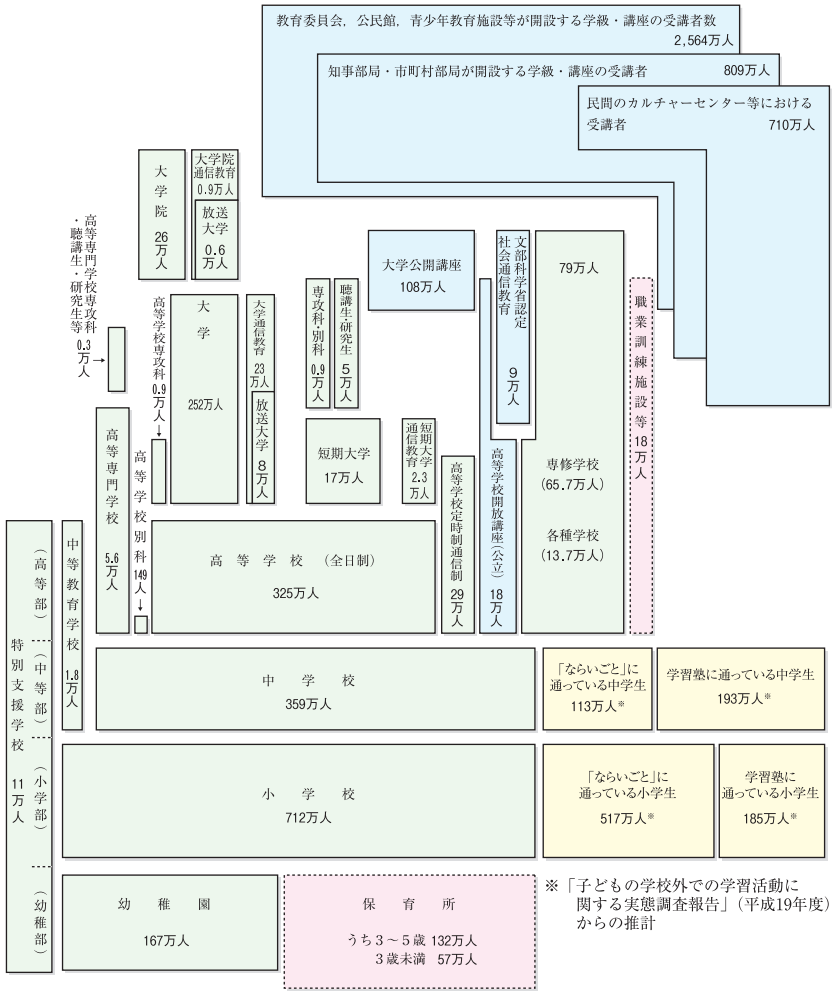 教育委員会，公民館，青少年教育施設等が開設する学級・講座の受講者数
2,564万人
知事部局・市町村部局が開設する学級・講座の受講者
809万人
民間のカルチャーセンター等における
受講者
710万人
大学院
26万人
大学院
通信教育
0.9万人
放送
大学
0.6
万人
高等専門学校専攻科
・聴講生・研究生等
0.3
万人
高等学校専攻科
0.9万人
大学
252万人
大学通信教育
23
万人
放送大学
8万人
専攻科・別科
0.9万人
聴講生・研究生
5万人
大学公開講座
108万人
文部科学省認定
社会通信教育
9万人
79万人
専修学校
(65.7万人)
各種学校
(13.7万人)
職業訓練施設等
18万人
短期大学
17万人
短期大学
通信教育
2.3
万人
高等専門学校
5.6
万人
高等学校別科
149
人
高等学校（全日制）
325万人
高等学校定時制通信制
29
万人
高等学校開放講座（公立）
18
万人
特別支援学校
11
万人
（高等部）
（中等部）
（小学部）
（幼稚部）
中等教育学校
1.8
万人
中学校
359万人
「ならいごと」に
通っている中学生
113万人※
学習塾に通っている中学生
193万人※
小学校
712万人
「ならいごと」に
通っている小学生
517万人※
学習塾に
通っている小学生
185万人※
幼稚園
167万人
保育所
うち３～５歳 132万人
３歳未満 57万人
※「子どもの学校外での学習活動に
関する実態調査報告」（平成19年度）
からの推計